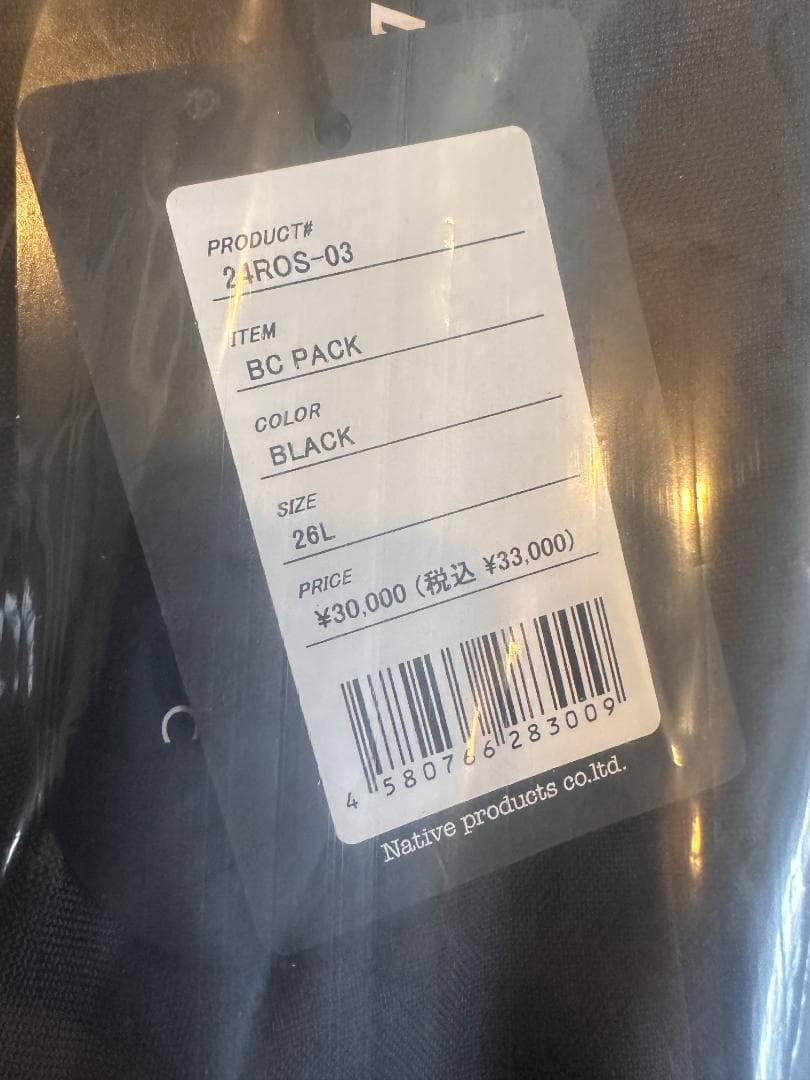 PRODUCT#
24ROS-03
ITEM
BC PACK
COLOR
BLACK
SIZE
26L
PRICE
¥30,000 (税込 ¥33,000)
4 580766 283009
Native products co.ltd.